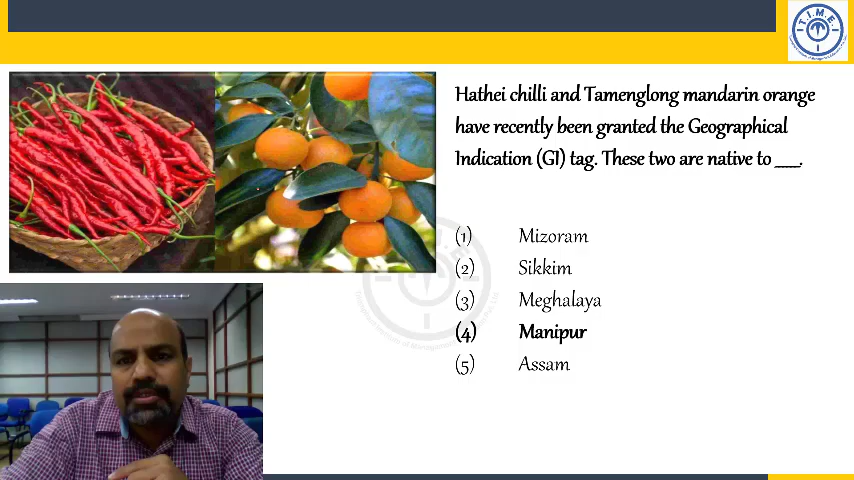 T.I.M.E.
Hathei chilli and Tamenglong mandarin orange
have recently been granted the Geographical
Indication (GI) tag. These two are native to ____.
(1) Mizoram
(2) Sikkim
(3) Meghalaya
(4) Manipur
(5) Assam